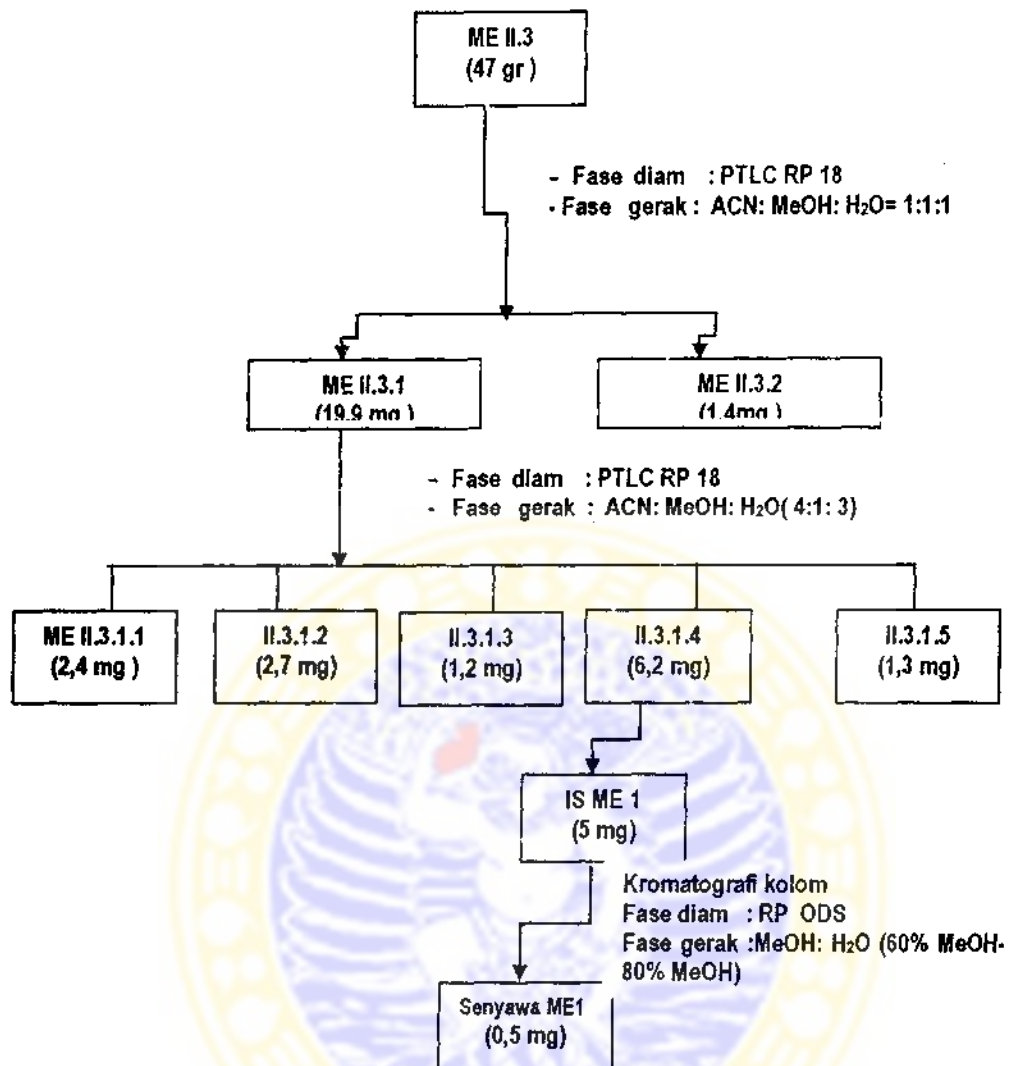 ME II.3
(47 gr )
- Fase diam : PTLC RP 18
- Fase gerak : ACN: MeOH: H₂O= 1:1:1
ME II.3.1
(19.9 mg )
ME II.3.2
(1.4mg )
- Fase diam : PTLC RP 18
- Fase gerak : ACN: MeOH: H₂O( 4:1: 3)
ME II.3.1.1
(2,4 mg )
II.3.1.2
(2,7 mg)
II.3.1.3
(1,2 mg)
II.3.1.4
(6,2 mg)
II.3.1.5
(1,3 mg)
IS ME 1
(5 mg)
Kromatografi kolom
Fase diam : RP ODS
Fase gerak :MeOH: H₂O (60% MeOH-
80% MeOH)
Senyawa ME1
(0,5 mg)